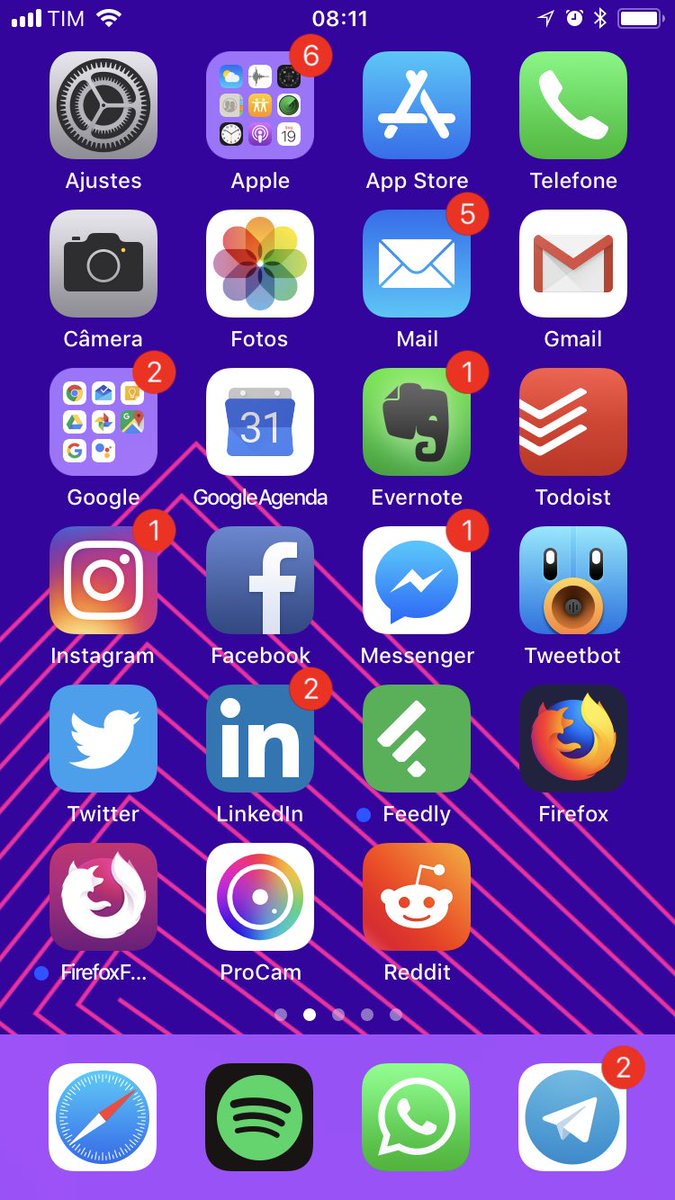 TIM 08:11
6
Ajustes Apple App Store Telefone
5
Câmera Fotos Mail Gmail
2 31 1
Google GoogleAgenda Evernote Todoist
1 1
Instagram Facebook Messenger Tweetbot
in 2
Twitter LinkedIn Feedly Firefox
FirefoxF... ProCam Reddit
2